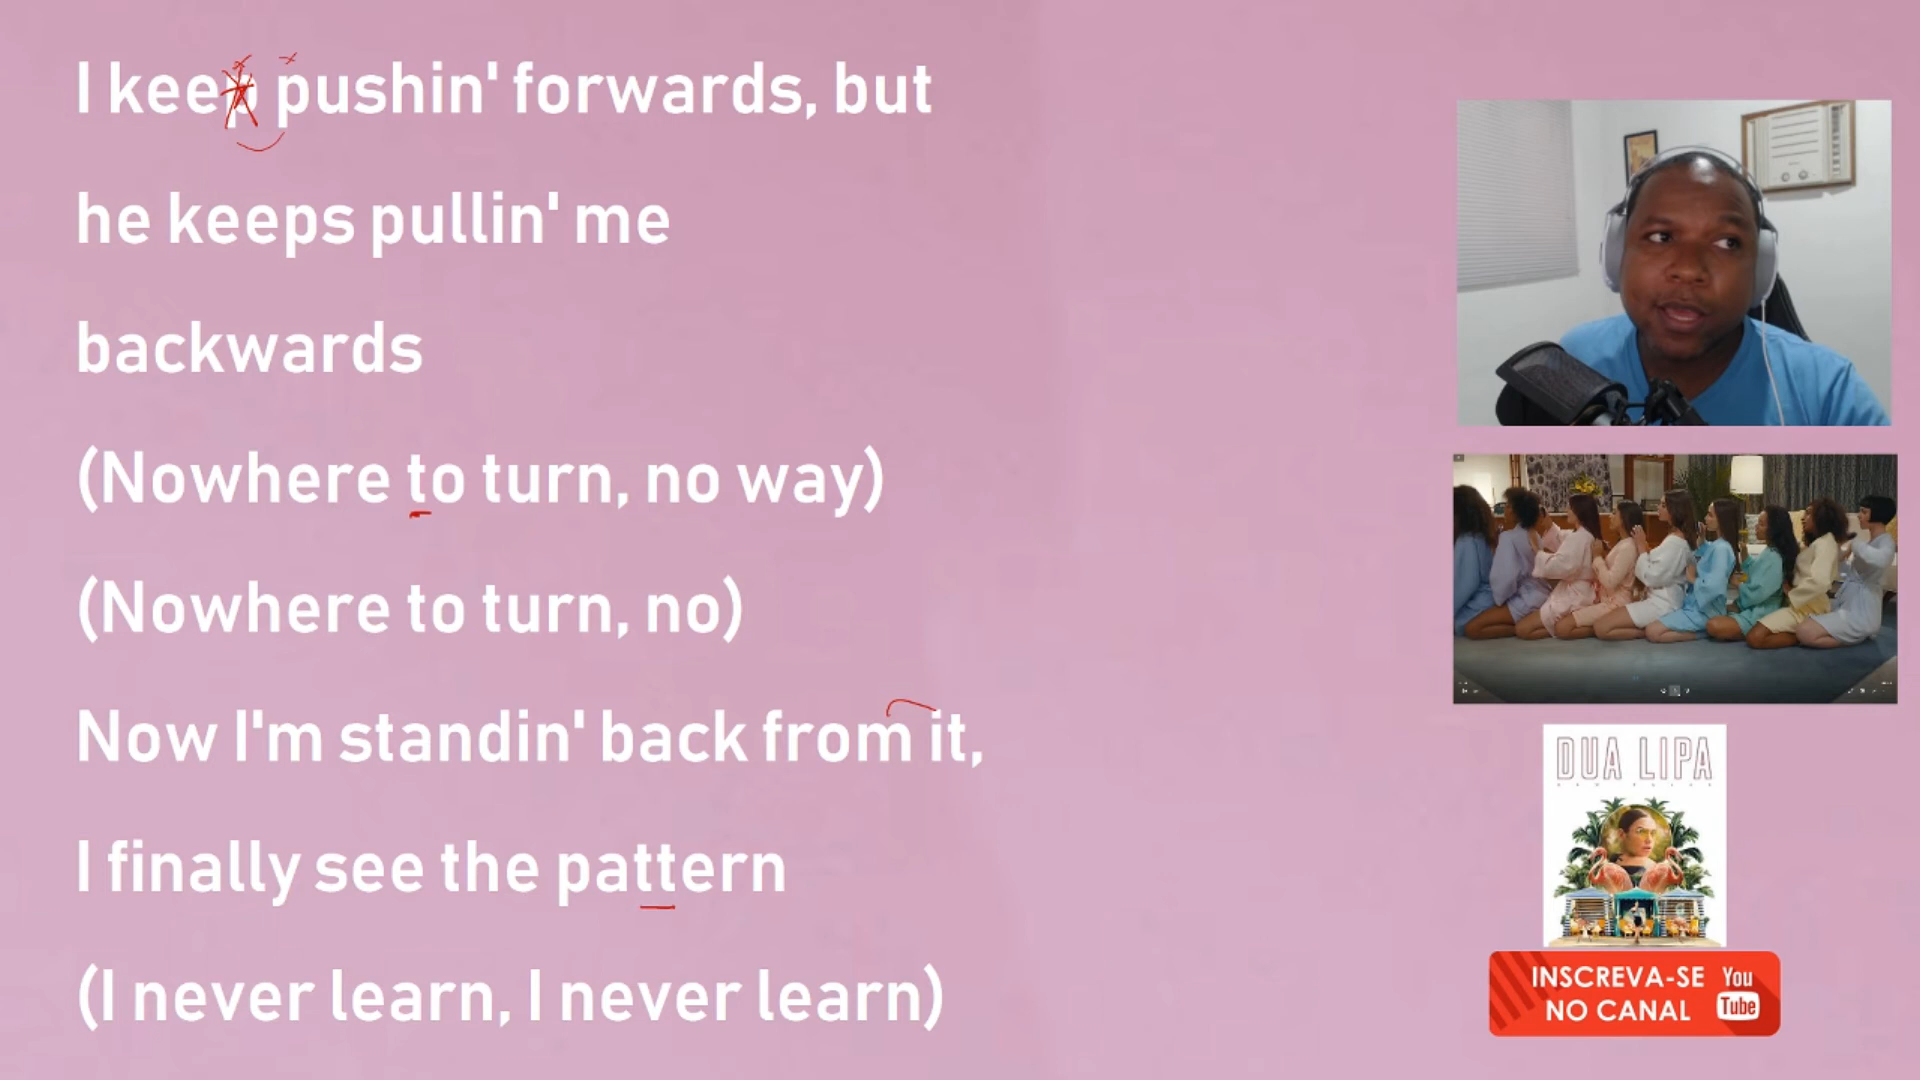 I keep pushin' forwards, but
he keeps pullin' me
backwards
(Nowhere to turn, no way)
(Nowhere to turn, no)
Now I'm standin' back from it,
I finally see the pattern
(I never learn, I never learn)
DUA LIPA
INSCREVA-SE
NO CANAL
You
Tube